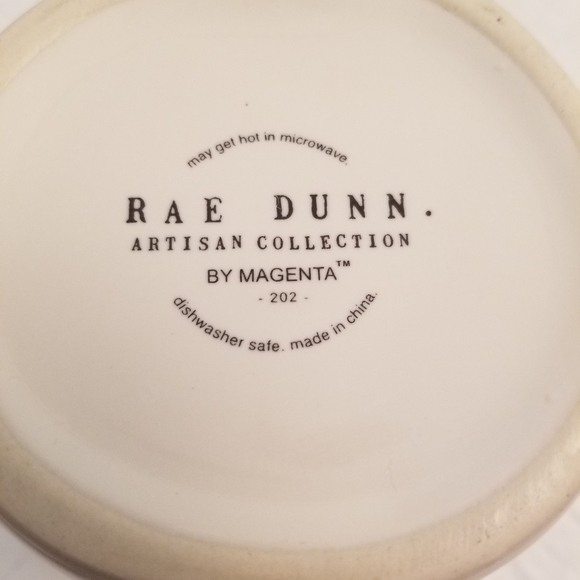 may get hot in microwave.
RAE DUNN.
ARTISAN COLLECTION
BY MAGENTA™
- 202 -
dishwasher safe. made in china.